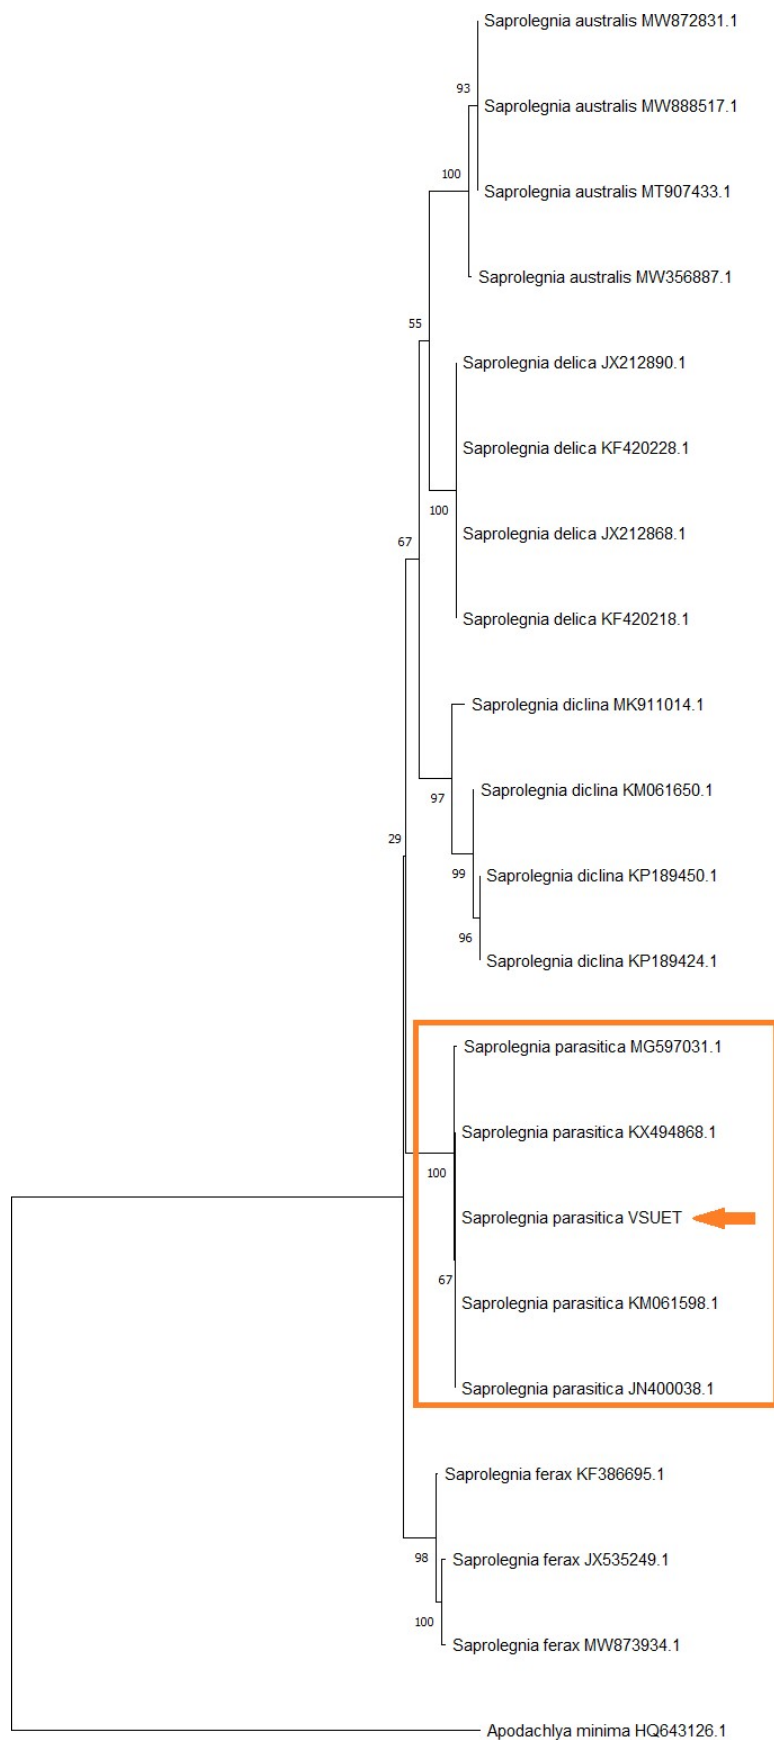 Saprolegnia australis MW872831.1
93
Saprolegnia australis MW888517.1
100
Saprolegnia australis MT907433.1
Saprolegnia australis MW356887.1
55
Saprolegnia delica JX212890.1
Saprolegnia delica KF420228.1
100
Saprolegnia delica JX212868.1
67
Saprolegnia delica KF420218.1
Saprolegnia diclina MK911014.1
97
Saprolegnia diclina KM061650.1
29
99
Saprolegnia diclina KP189450.1
96
Saprolegnia diclina KP189424.1
Saprolegnia parasitica MG597031.1
Saprolegnia parasitica KX494868.1
100
Saprolegnia parasitica VSUET
67
Saprolegnia parasitica KM061598.1
Saprolegnia parasitica JN400038.1
Saprolegnia ferax KF386695.1
98
Saprolegnia ferax JX535249.1
100
Saprolegnia ferax MW873934.1
Apodachlya minima HQ643126.1